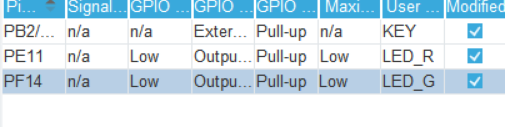 Pi... Signal... GPIO ... GPIO ... GPIO ... Maxi... User ... Modified
PB2/... n/a n/a Exter... Pull-up n/a KEY
PE11 n/a Low Outpu... Pull-up Low LED_R
PF14 n/a Low Outpu... Pull-up Low LED_G